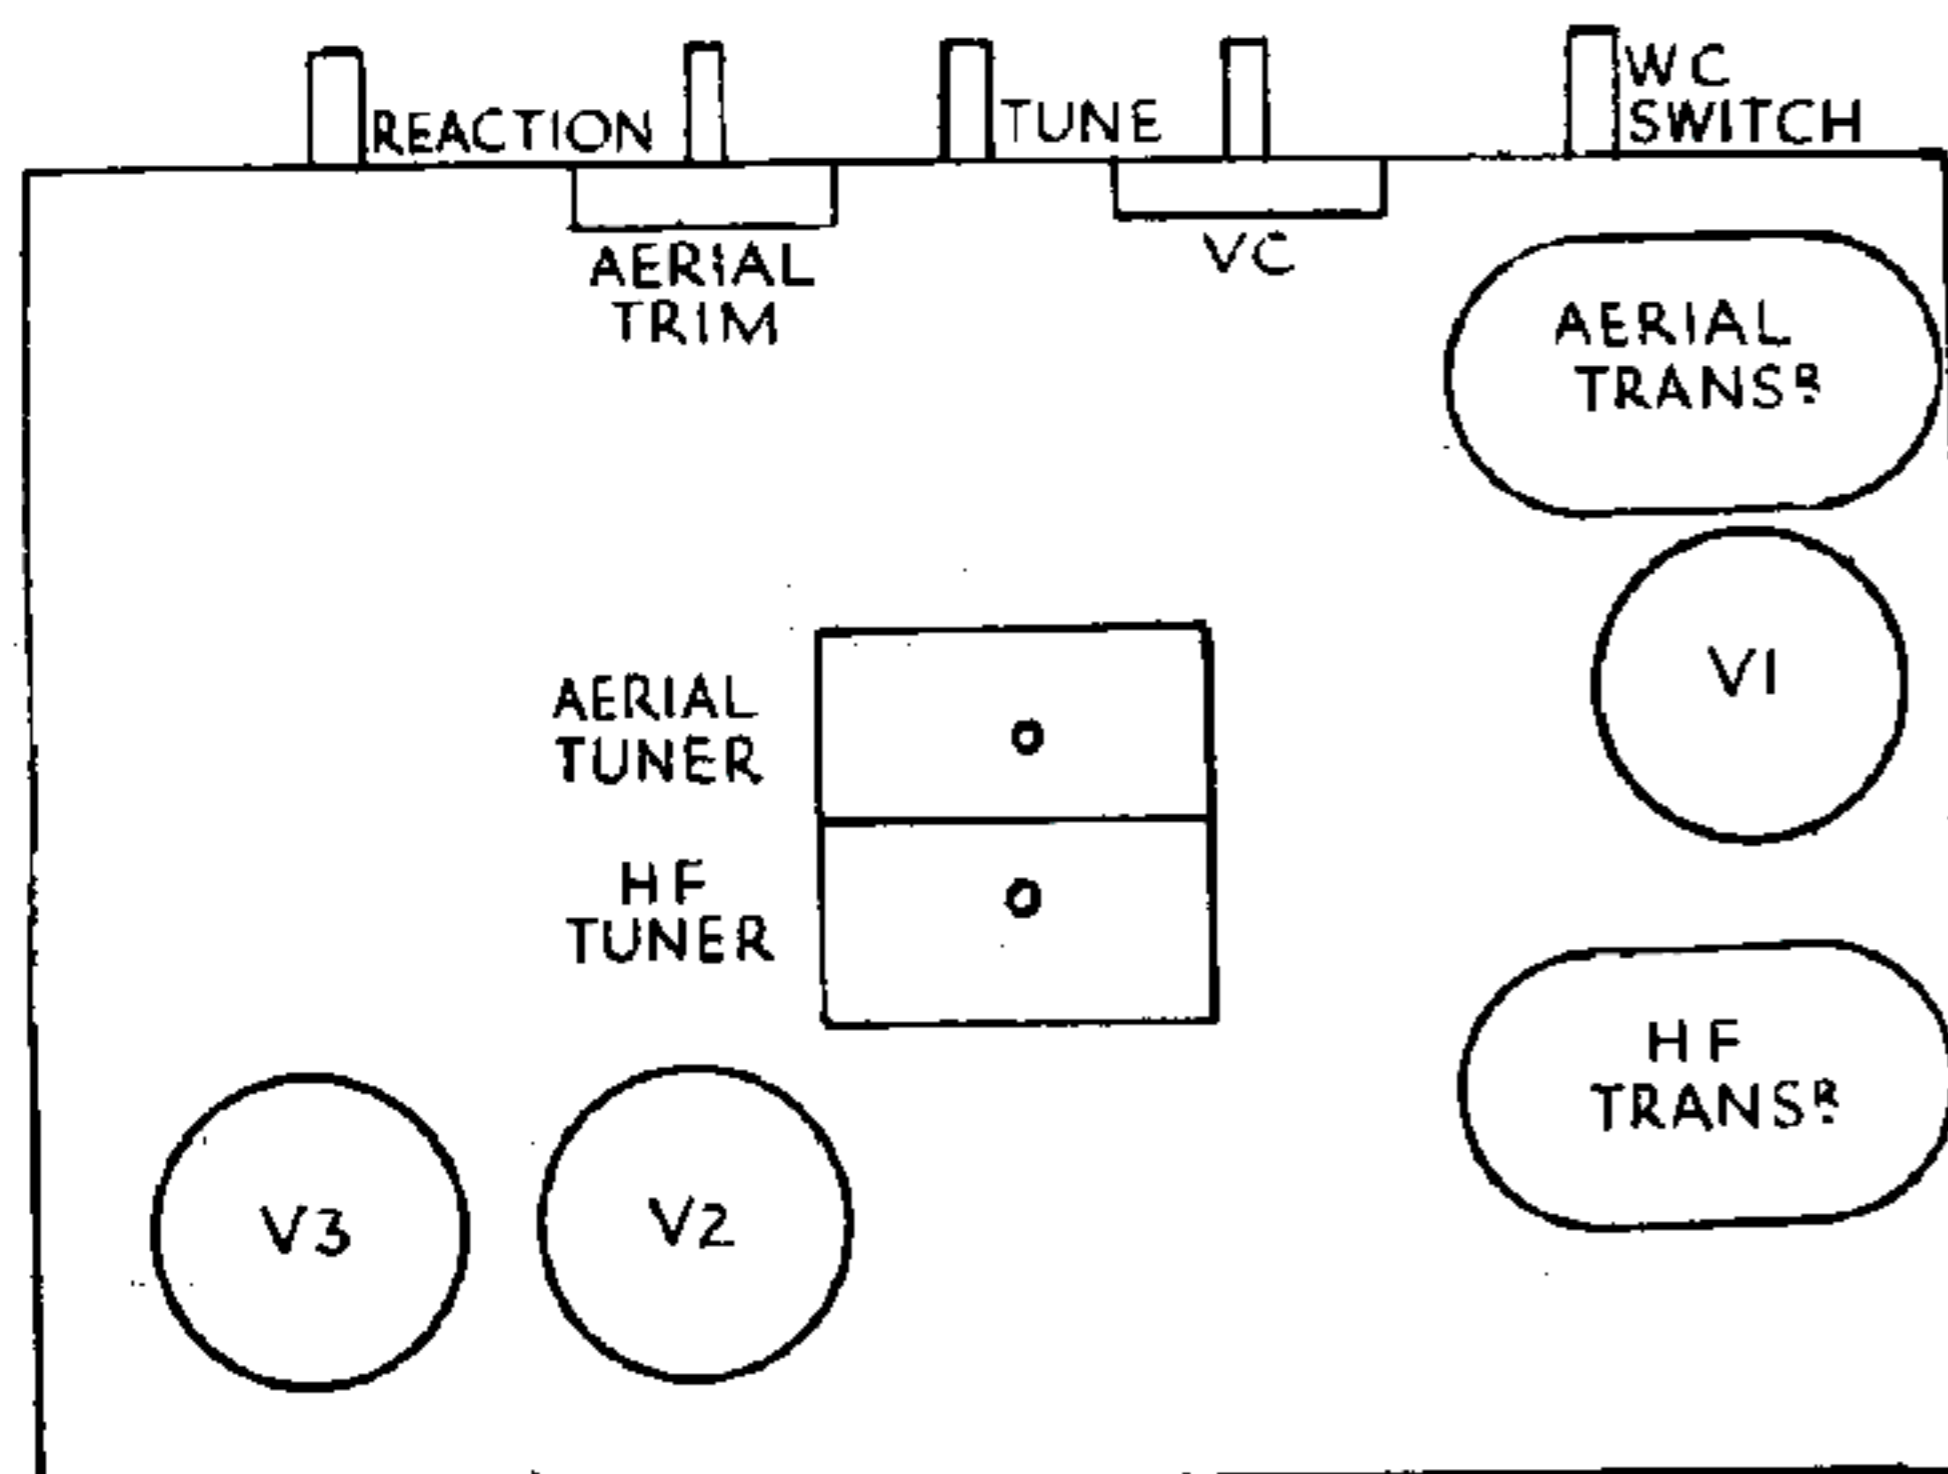 REACTION
TUNE
WC
SWITCH
AERIAL
TRIM
VC
AERIAL
TRANSR
AERIAL
TUNER
V1
HF
TUNER
HF
TRANSR
V3
V2